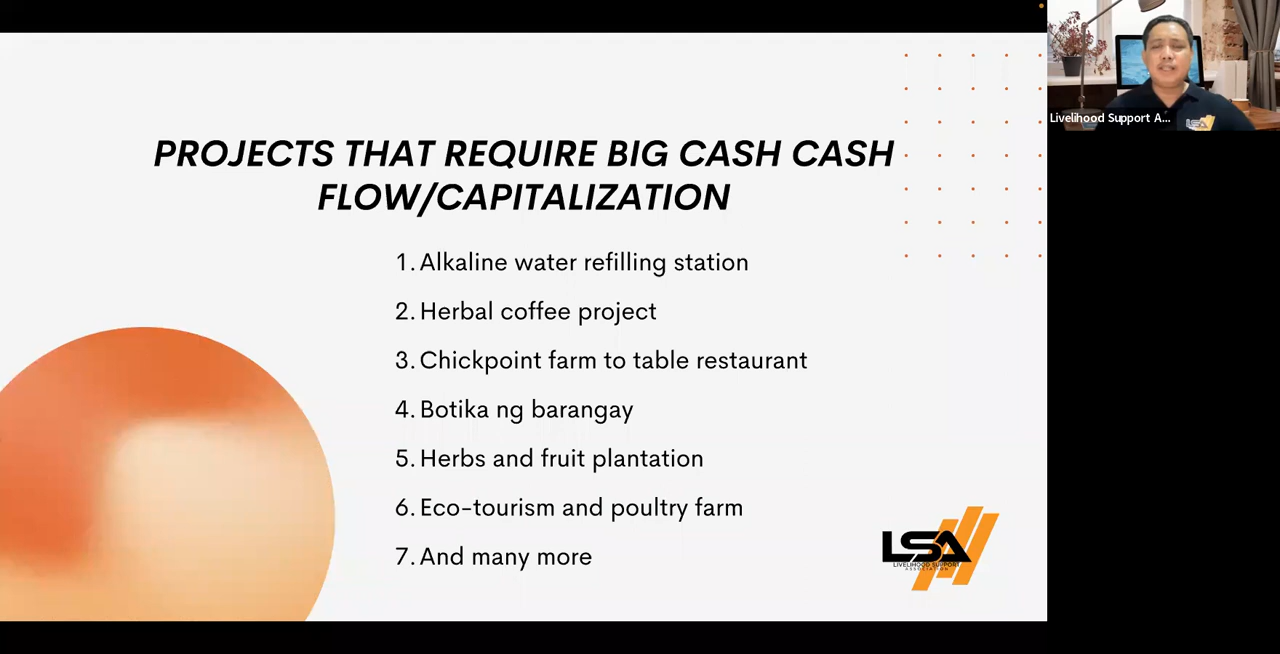 PROJECTS THAT REQUIRE BIG CASH CASH
FLOW/CAPITALIZATION
1. Alkaline water refilling station
2. Herbal coffee project
3. Chickpoint farm to table restaurant
4. Botika ng barangay
5. Herbs and fruit plantation
6. Eco-tourism and poultry farm
7. And many more
LSA
LIVELIHOOD SUPPORT
ASSOCIATION
Livelihood Support A...
LSA